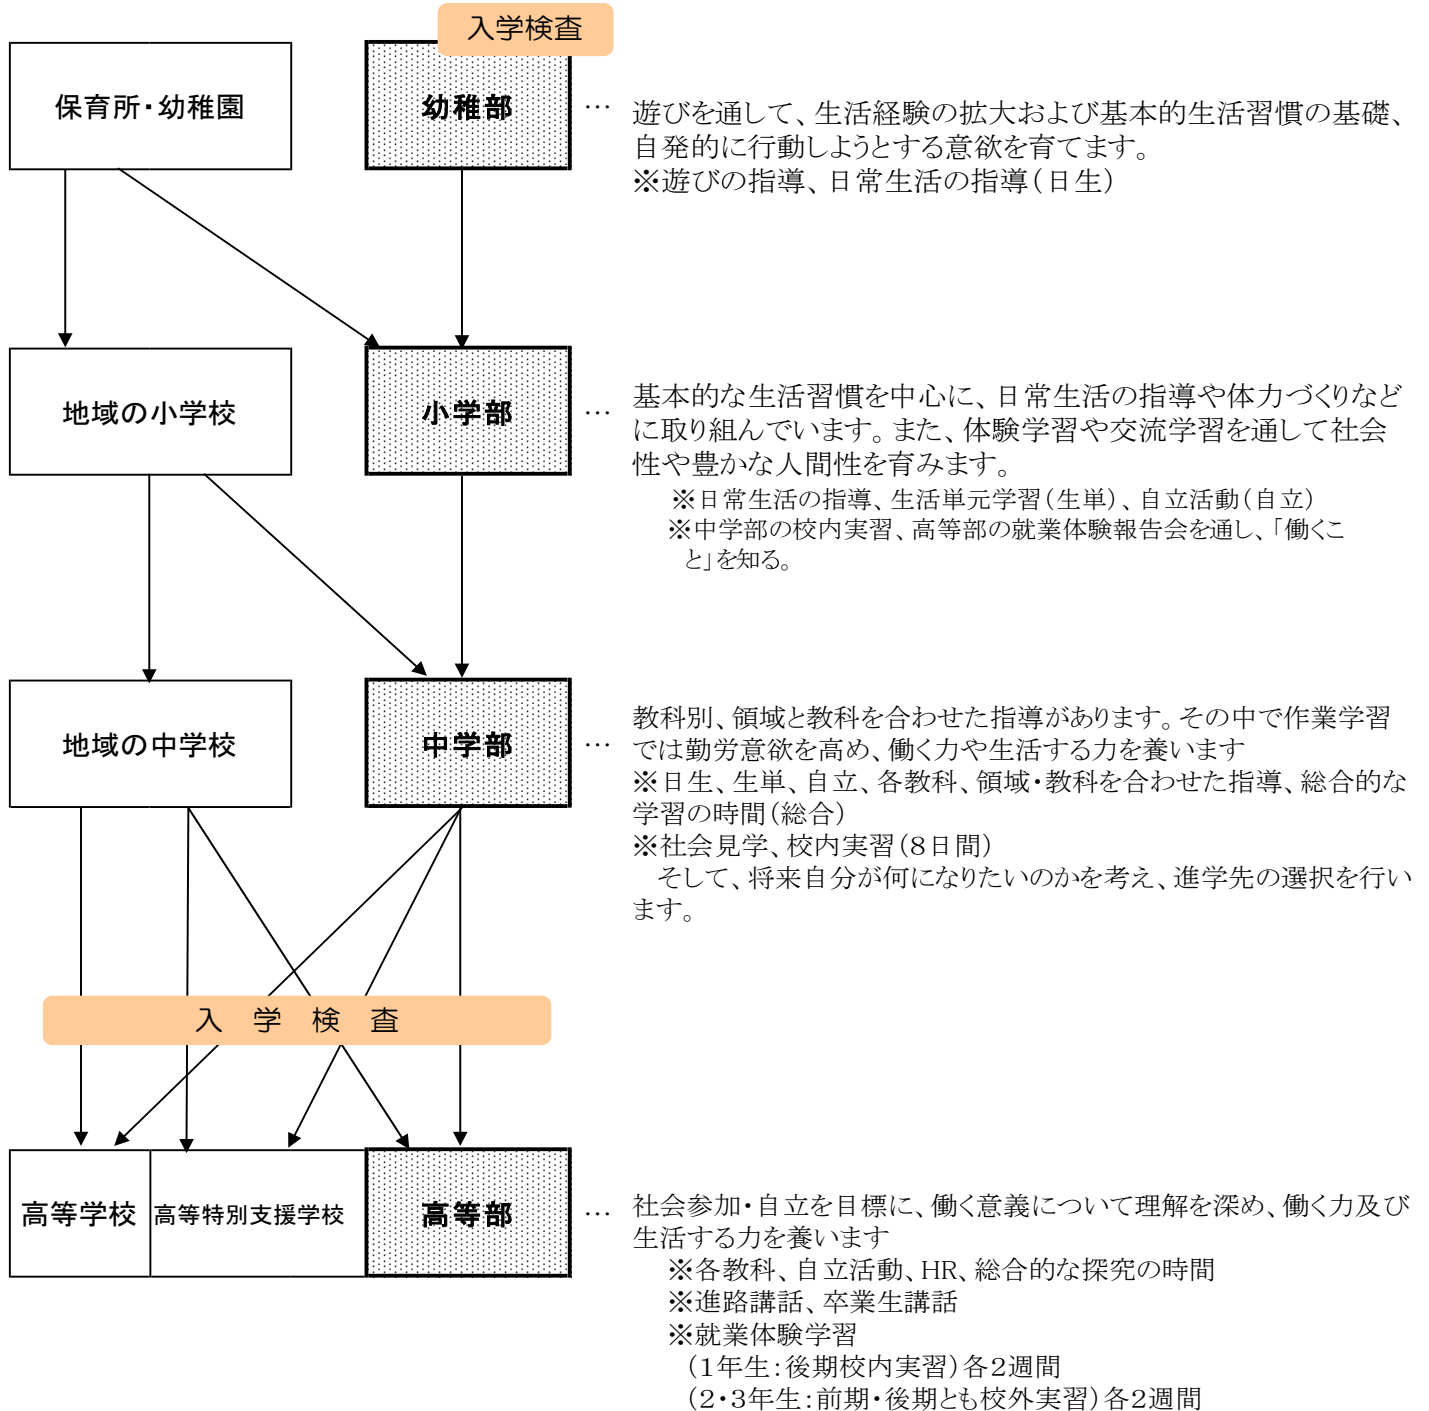 入学検査
保育所・幼稚園
幼稚部
… 遊びを通して、生活経験の拡大および基本的生活習慣の基礎、
自発的に行動しようとする意欲を育てます。
※遊びの指導、日常生活の指導（日生）
地域の小学校
小学部
… 基本的な生活習慣を中心に、日常生活の指導や体力づくりなど
に取り組んでいます。また、体験学習や交流学習を通して社会
性や豊かな人間性を育みます。
※日常生活の指導、生活単元学習（生単）、自立活動（自立）
※中学部の校内実習、高等部の就業体験報告会を通し、「働くこ
と」を知る。
地域の中学校
中学部
… 教科別、領域と教科を合わせた指導があります。その中で作業学習
では勤労意欲を高め、働く力や生活する力を養います
※日生、生単、自立、各教科、領域・教科を合わせた指導、総合的な
学習の時間（総合）
※社会見学、校内実習（8日間）
そして、将来自分が何になりたいのかを考え、進学先の選択を行い
ます。
入 学 検 査
高等学校
高等特別支援学校
高等部
… 社会参加・自立を目標に、働く意義について理解を深め、働く力及び
生活する力を養います
※各教科、自立活動、HR、総合的な探究の時間
※進路講話、卒業生講話
※就業体験学習
（1年生：後期校内実習）各2週間
（2・3年生：前期・後期とも校外実習）各2週間